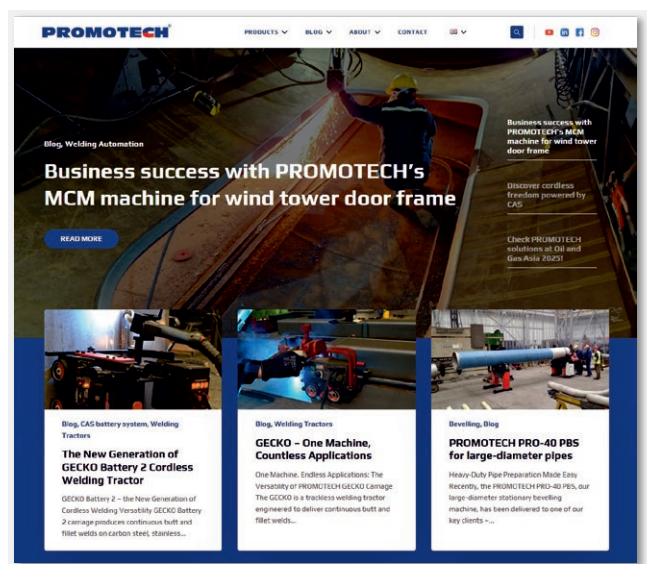 PROMOTECH®
PRODUCTS
BLOG
ABOUT
CONTACT
Blog, Welding Automation
Business success with PROMOTECH's
MCM machine for wind tower door frame
READ MORE
Business success with
PROMOTECH's MCM
machine for wind tower
door frame
Discover cordless
freedom powered by
CAS
Check PROMOTECH
solutions at Oil and
Gas Asia 2025!
Blog, CAS battery system, Welding
Tractors
The New Generation of
GECKO Battery 2 Cordless
Welding Tractor
GECKO Battery 2 – the New Generation of
Cordless Welding Versatility GECKO Battery
2 carriage produces continuous butt and
fillet welds on carbon steel, stainless...
Blog, Welding Tractors
GECKO – One Machine,
Countless Applications
One Machine. Endless Applications: The
Versatility of PROMOTECH GECKO Carriage
The GECKO is a trackless welding tractor
engineered to deliver continuous butt and
fillet welds...
Bevelling, Blog
PROMOTECH PRO-40 PBS
for large-diameter pipes
Heavy-Duty Pipe Preparation Made Easy
Recently, the PROMOTECH PRO-40 PBS, our
large-diameter stationary bevelling
machine, has been delivered to one of our
key clients –...